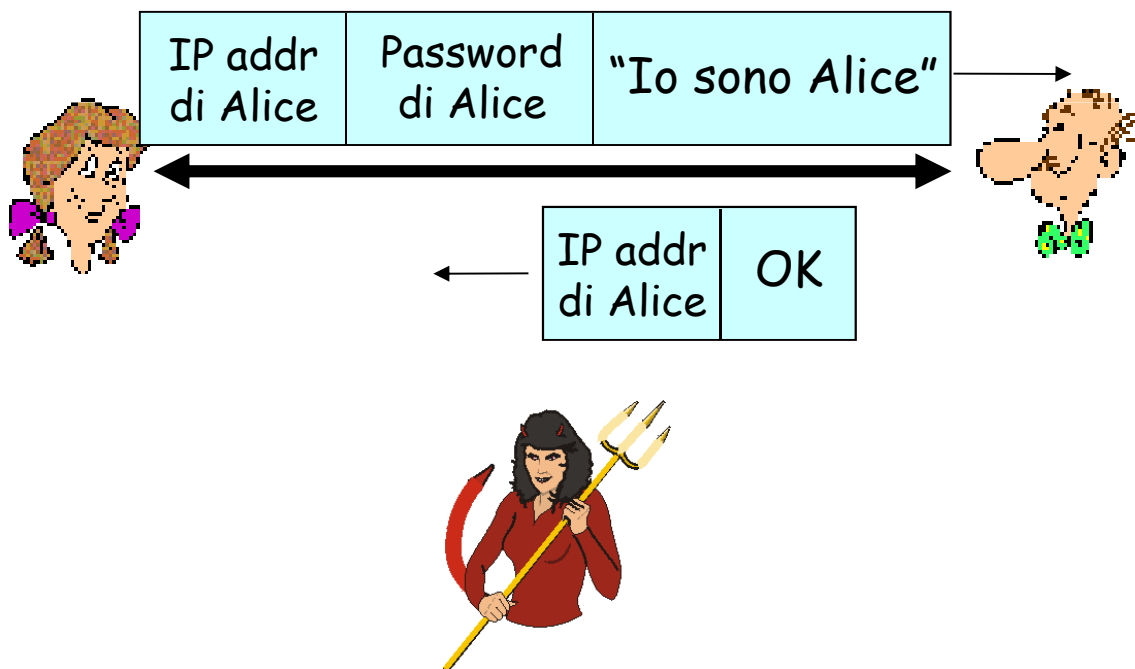 IP addr
di Alice
Password
di Alice
“Io sono Alice”
IP addr
di Alice
OK